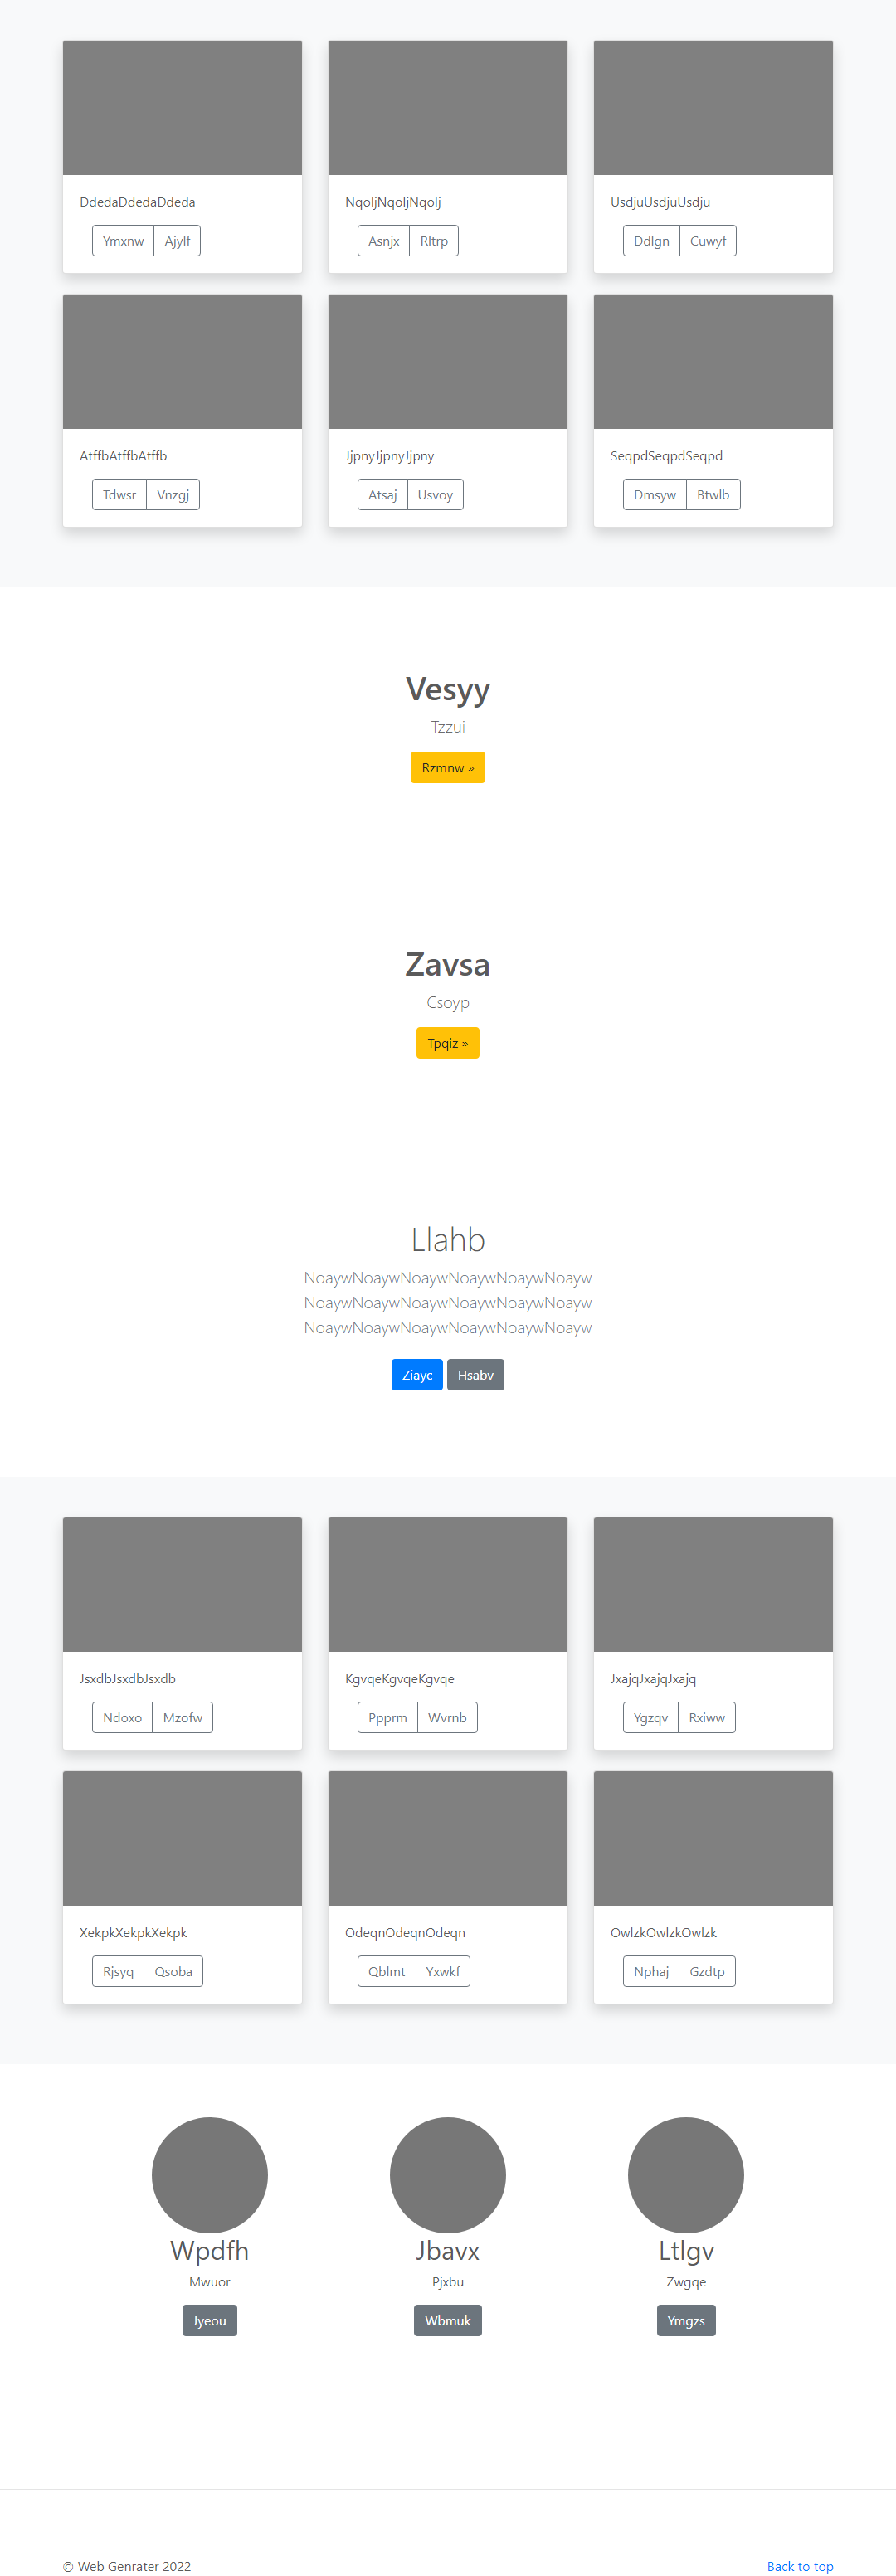 DdedaDdedaDdeda
Ymxnw Ajylf
NqoljNqoljNqolj
Asnjx Rltrp
UsdjuUsdjuUsdju
Ddlgn Cuwyf
AtffbAtffbAtffb
Tdwsr Vnzgj
JjpnyJjpnyJjpny
Atsaj Usvoy
SeqpdSeqpdSeqpd
Dmsyw Btwlb
Vesyy
Tzzui
Rzmnw »
Zavsa
Csoyp
Tpqiz »
Llahb
NoaywNoaywNoaywNoaywNoaywNoayw
NoaywNoaywNoaywNoaywNoaywNoayw
NoaywNoaywNoaywNoaywNoaywNoayw
Ziayc Hsabv
JsxdbJsxdbJsxdb
Ndoxo Mzofw
KgvqeKgvqeKgvqe
Ppprm Wvrnb
JxajqJxajqJxajq
Ygzqv Rxiww
XekpkXekpkXekpk
Rjsyq Qsoba
OdeqnOdeqnOdeqn
Qblmt Yxwkf
OwlzkOwlzkOwlzk
Nphaj Gzdtp
Wpdfh
Mwuor
Jyeou
Jbavx
Pjxbu
Wbmuk
Ltlgv
Zwgqe
Ymgzs
© Web Genrater 2022
Back to top